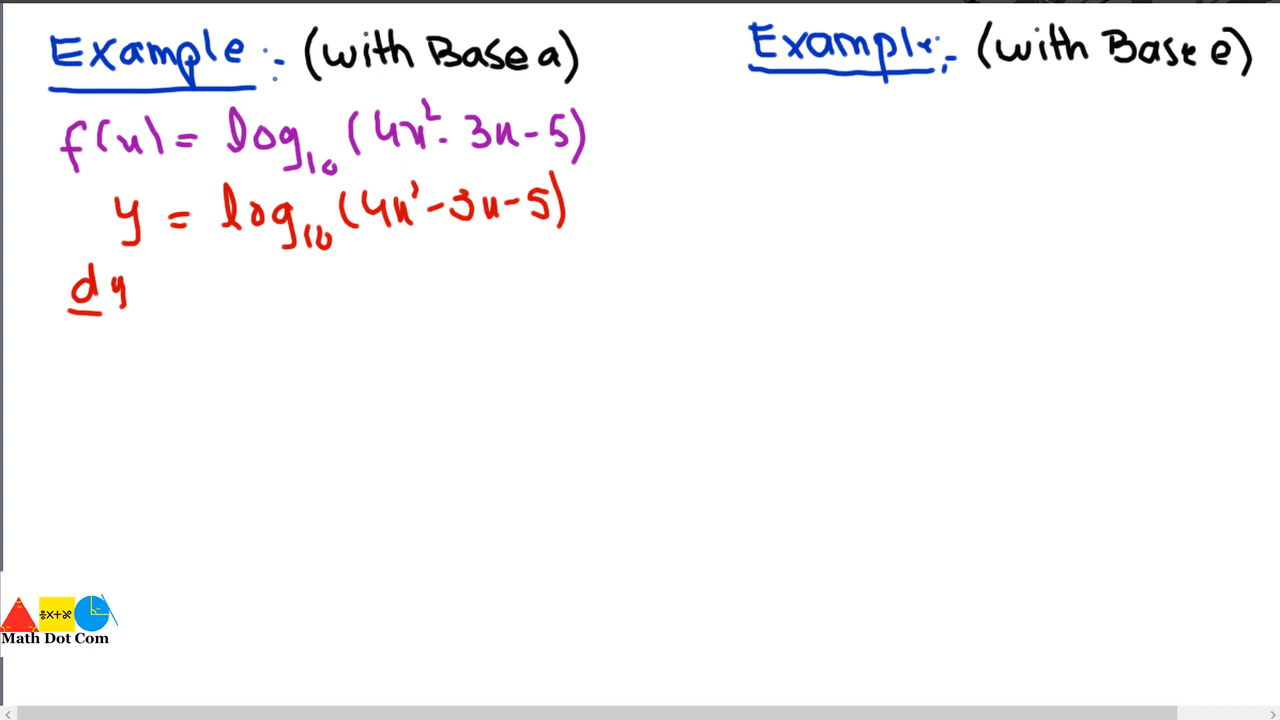 Example:- (with Base a)
f(x) = log₁₀ (4x² - 3x - 5)
y = log₁₀ (4x² - 3x - 5)
dy
Example:- (with Base e)
Math Dot Com